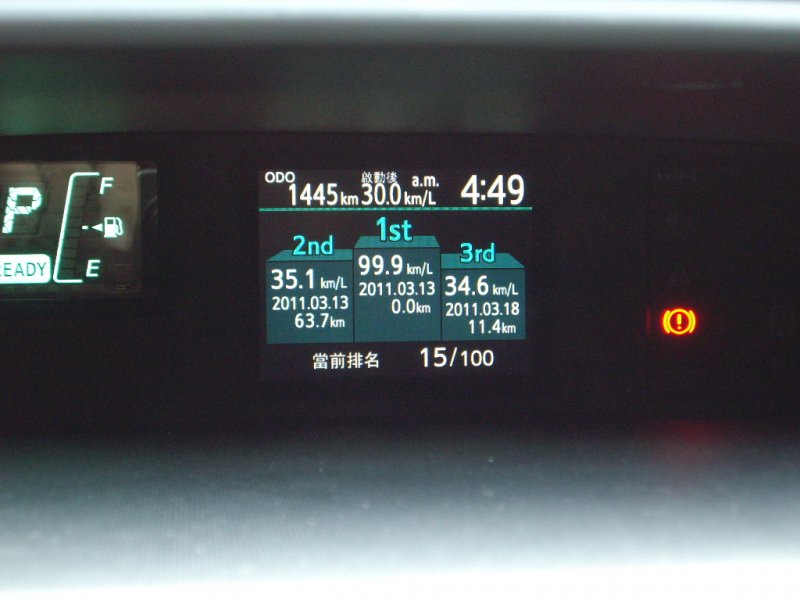 P
F
E
READY
ODO 1445km
啟動後 30.0km/L
a.m. 4:49
1st
99.9 km/L
2011.03.13
0.0km
2nd
35.1 km/L
2011.03.13
63.7km
3rd
34.6 km/L
2011.03.18
11.4km
當前排名 15/100